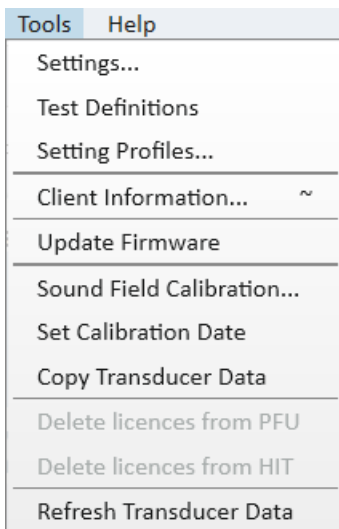 Tools Help
Settings...
Test Definitions
Setting Profiles...
Client Information... ~
Update Firmware
Sound Field Calibration...
Set Calibration Date
Copy Transducer Data
Delete licences from PFU
Delete licences from HIT
Refresh Transducer Data